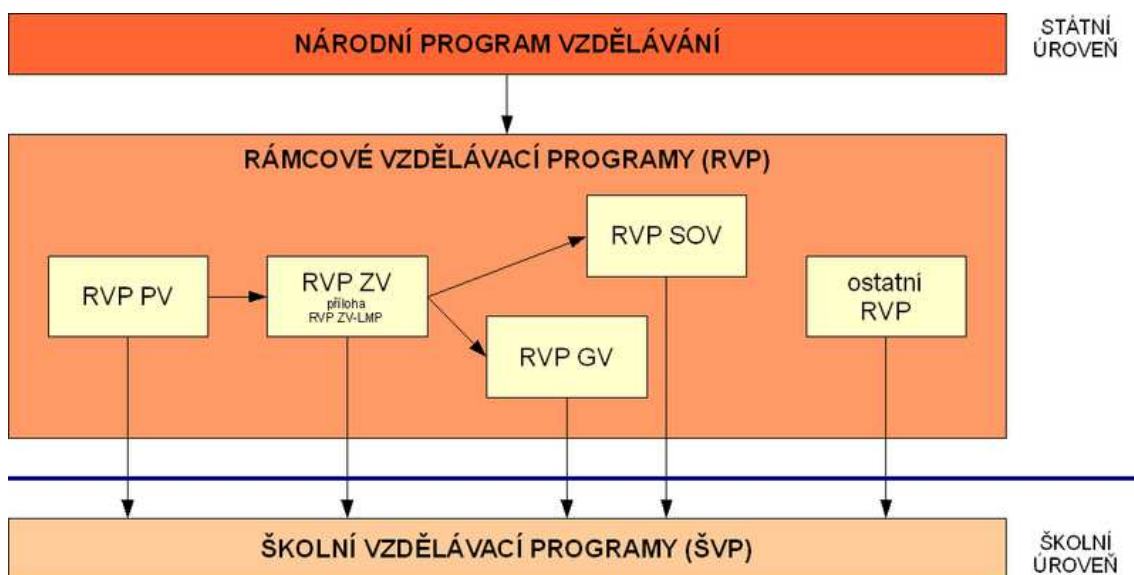 NÁRODNÍ PROGRAM VZDĚLÁVÁNÍ
STÁTNÍ
ÚROVEŇ
RÁMCOVÉ VZDĚLÁVACÍ PROGRAMY (RVP)
RVP SOV
RVP PV
RVP ZV
příloha
RVP ZV-LMP
ostatní
RVP
RVP GV
ŠKOLNÍ VZDĚLÁVACÍ PROGRAMY (ŠVP)
ŠKOLNÍ
ÚROVEŇ